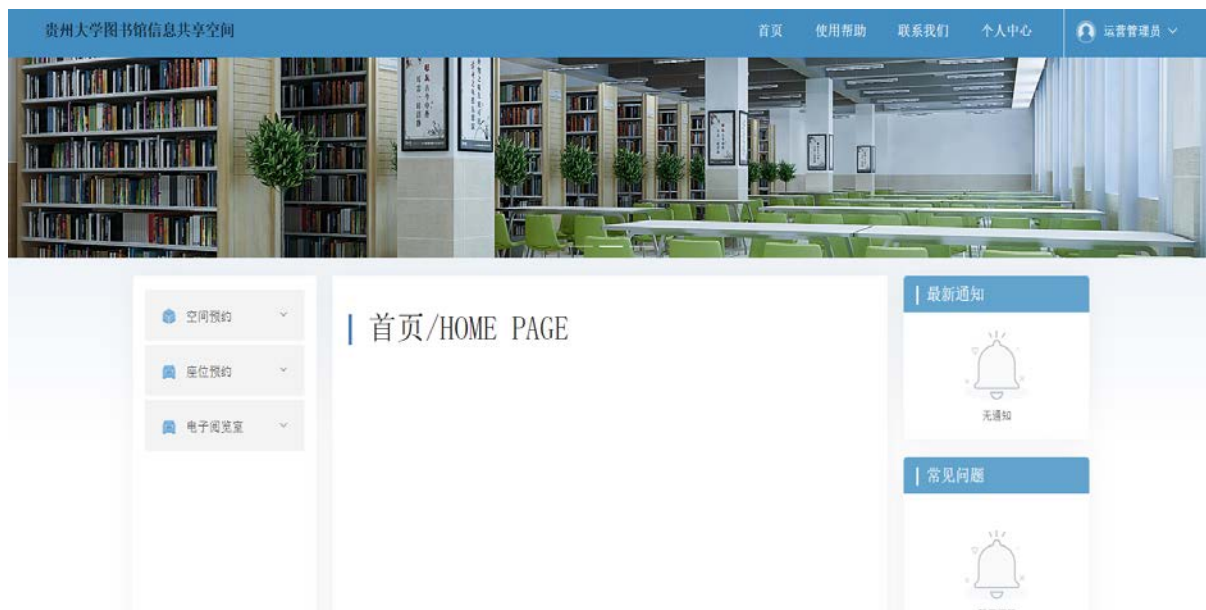 贵州大学图书馆信息共享空间
首页 使用帮助 联系我们 个人中心 运营管理员
空间预约
座位预约
电子阅览室
首页/HOME PAGE
最新通知
无通知
常见问题